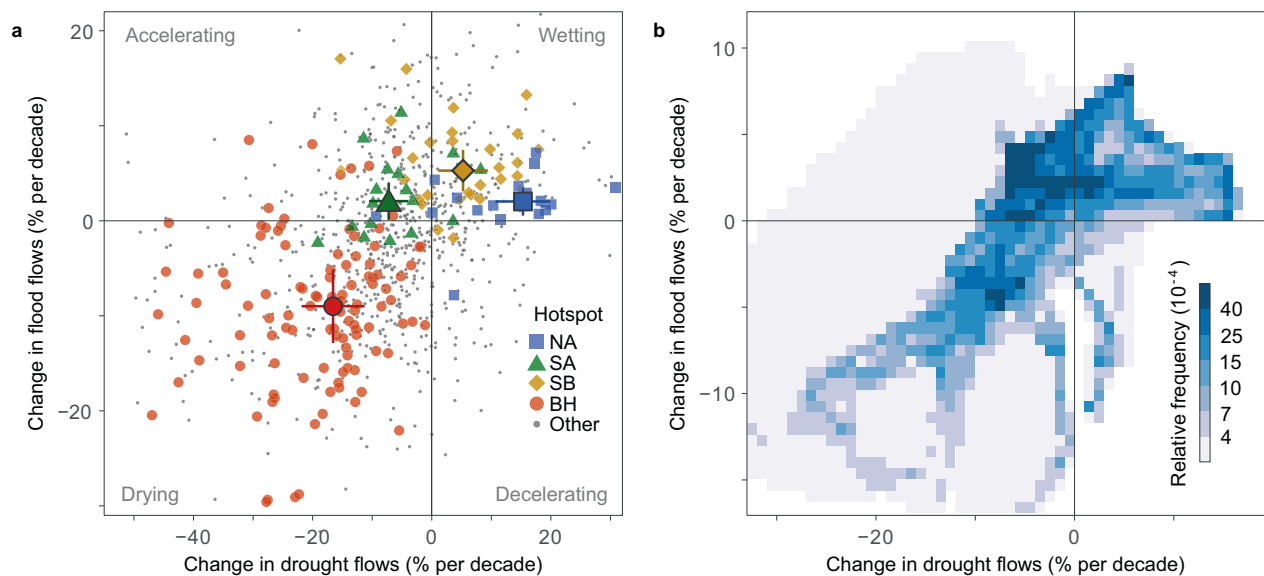 a
Accelerating
Wetting
Drying
Decelerating
20
0
−20
Change in flood flows (% per decade)
−40
−20
0
20
Change in drought flows (% per decade)
Hotspot
NA
SA
SB
BH
Other
b
10
0
−10
Change in flood flows (% per decade)
−20
0
Change in drought flows (% per decade)
Relative frequency (10⁻⁴)
40
25
15
10
7
4